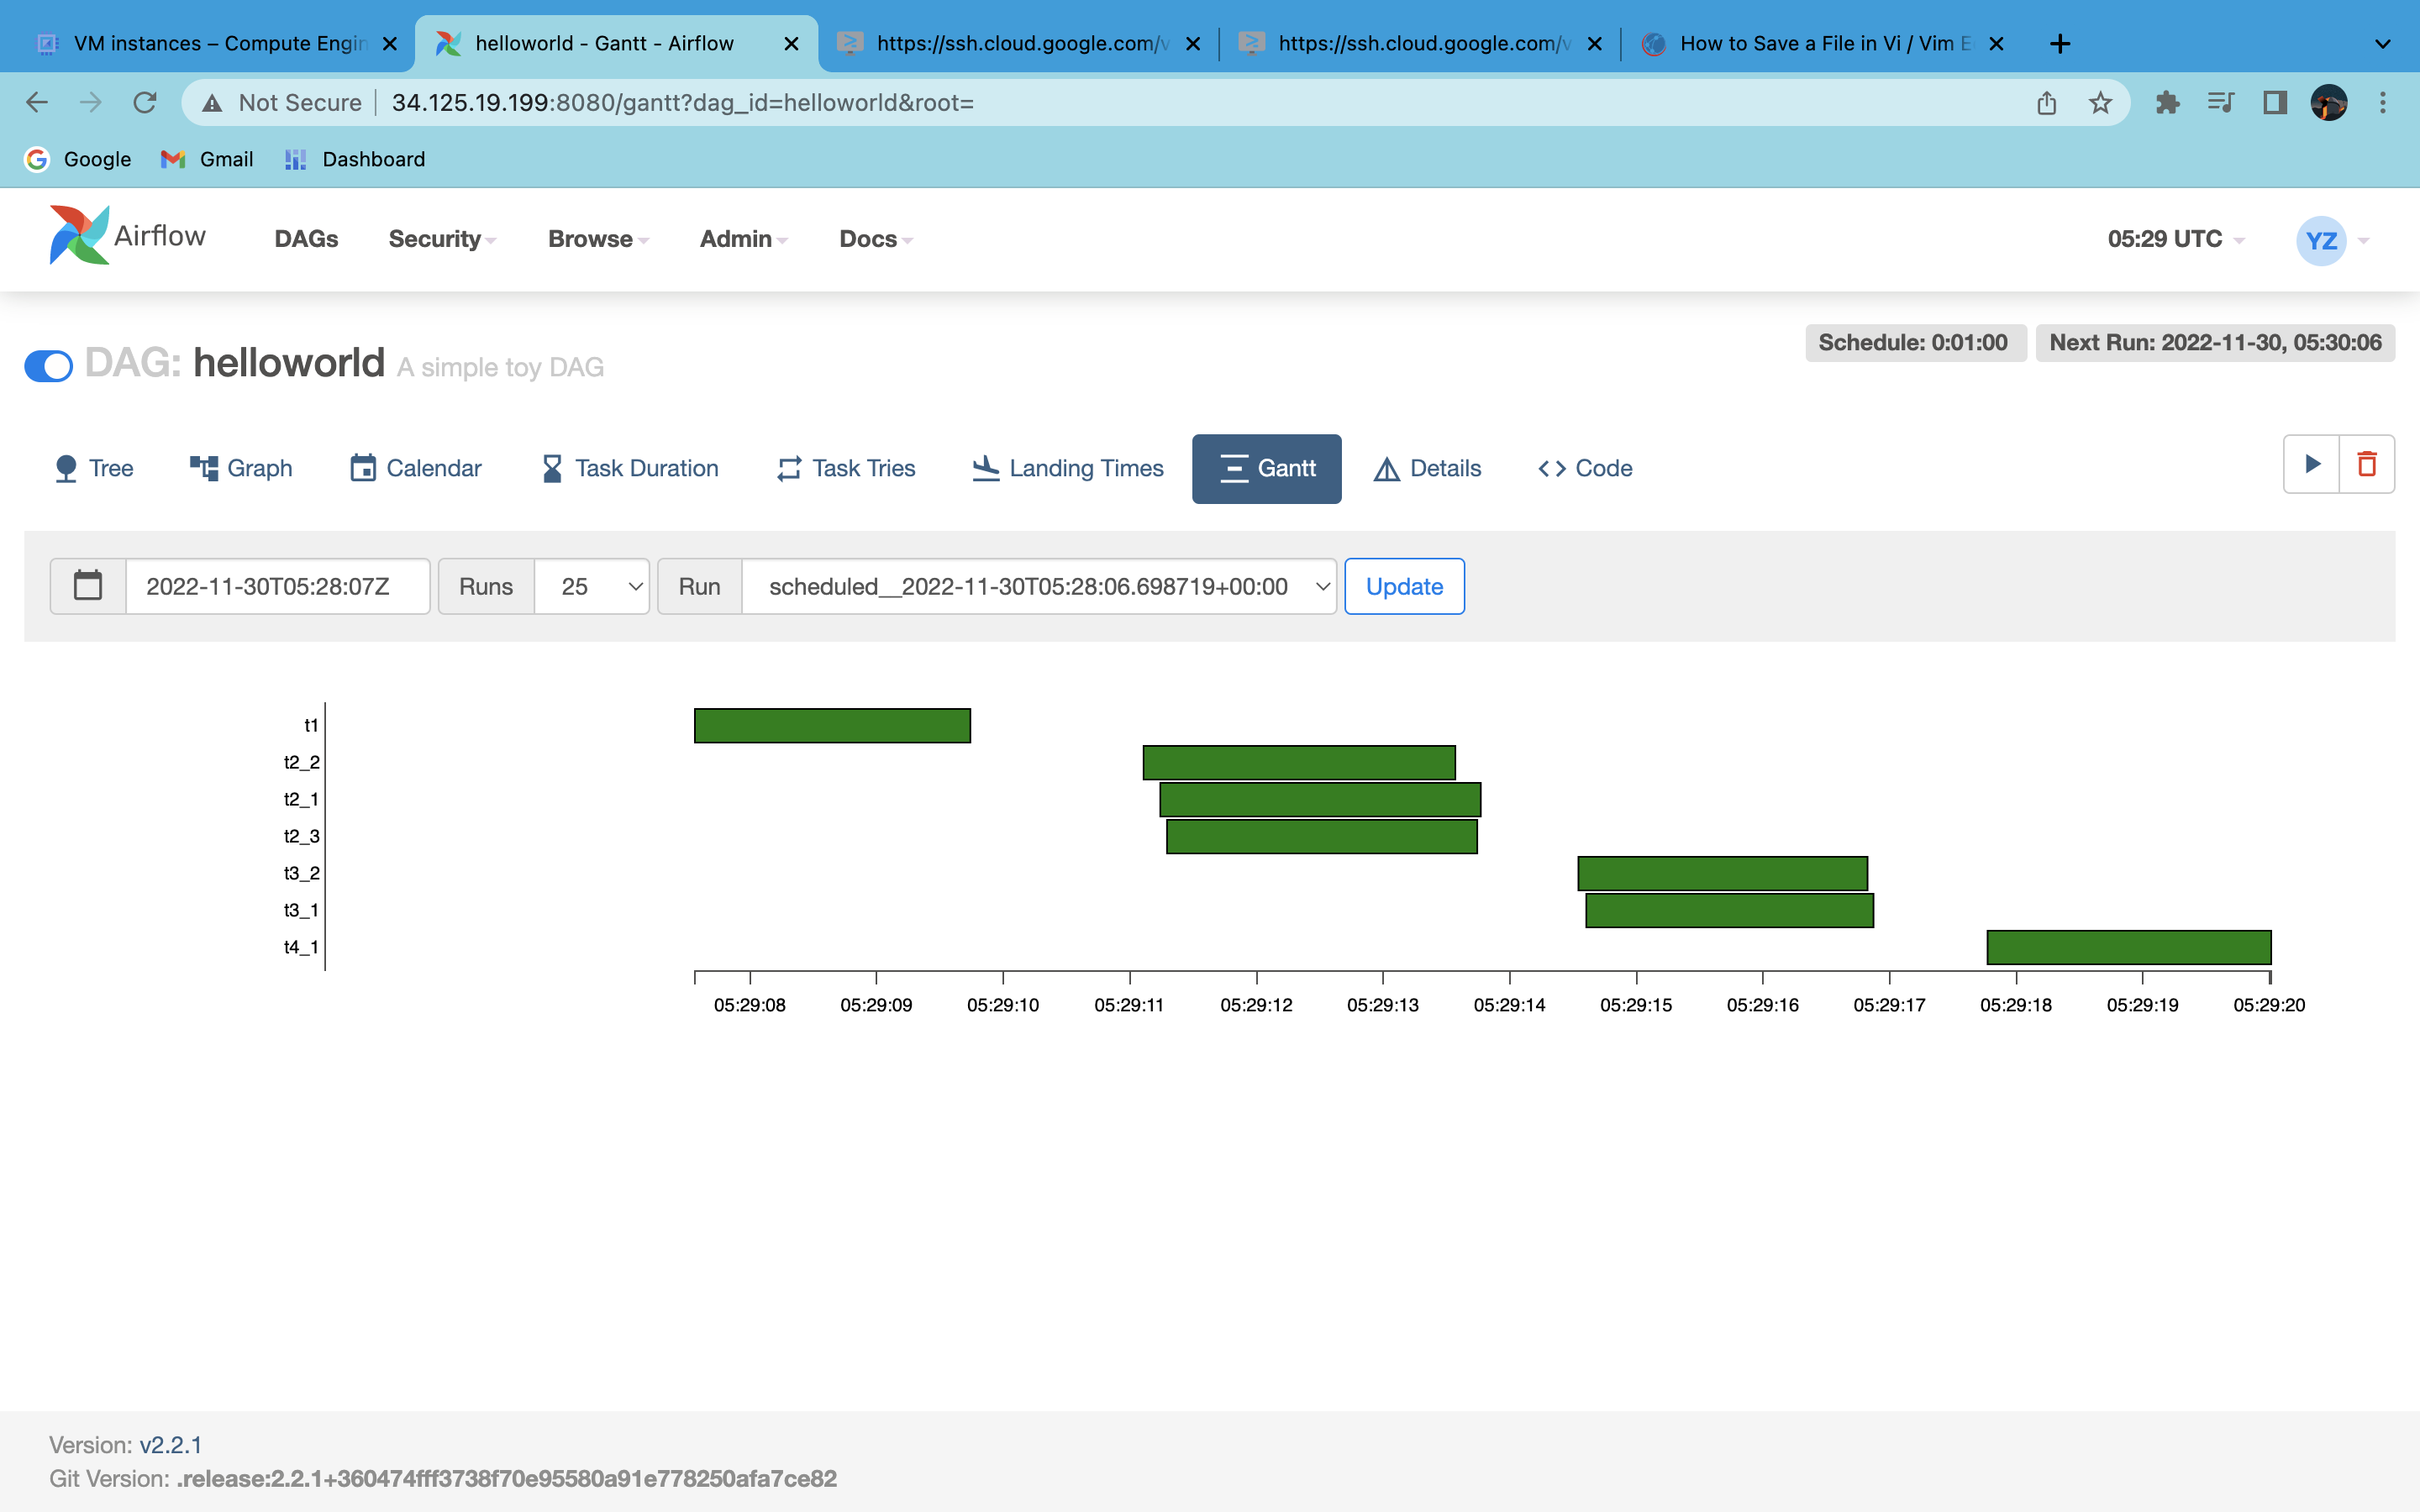 VM instances – Compute Engin
helloworld - Gantt - Airflow
https://ssh.cloud.google.com/v
https://ssh.cloud.google.com/v
How to Save a File in Vi / Vim E
Not Secure
34.125.19.199:8080/gantt?dag_id=helloworld&root=
Google
Gmail
Dashboard
Airflow
DAGs
Security
Browse
Admin
Docs
05:29 UTC
YZ
DAG: helloworld A simple toy DAG
Schedule: 0:01:00
Next Run: 2022-11-30, 05:30:06
Tree
Graph
Calendar
Task Duration
Task Tries
Landing Times
Gantt
Details
Code
2022-11-30T05:28:07Z
Runs
25
Run
scheduled__2022-11-30T05:28:06.698719+00:00
Update
t1
t2_2
t2_1
t2_3
t3_2
t3_1
t4_1
05:29:08
05:29:09
05:29:10
05:29:11
05:29:12
05:29:13
05:29:14
05:29:15
05:29:16
05:29:17
05:29:18
05:29:19
05:29:20
Version: v2.2.1
Git Version: .release:2.2.1+360474fff3738f70e95580a91e778250afa7ce82